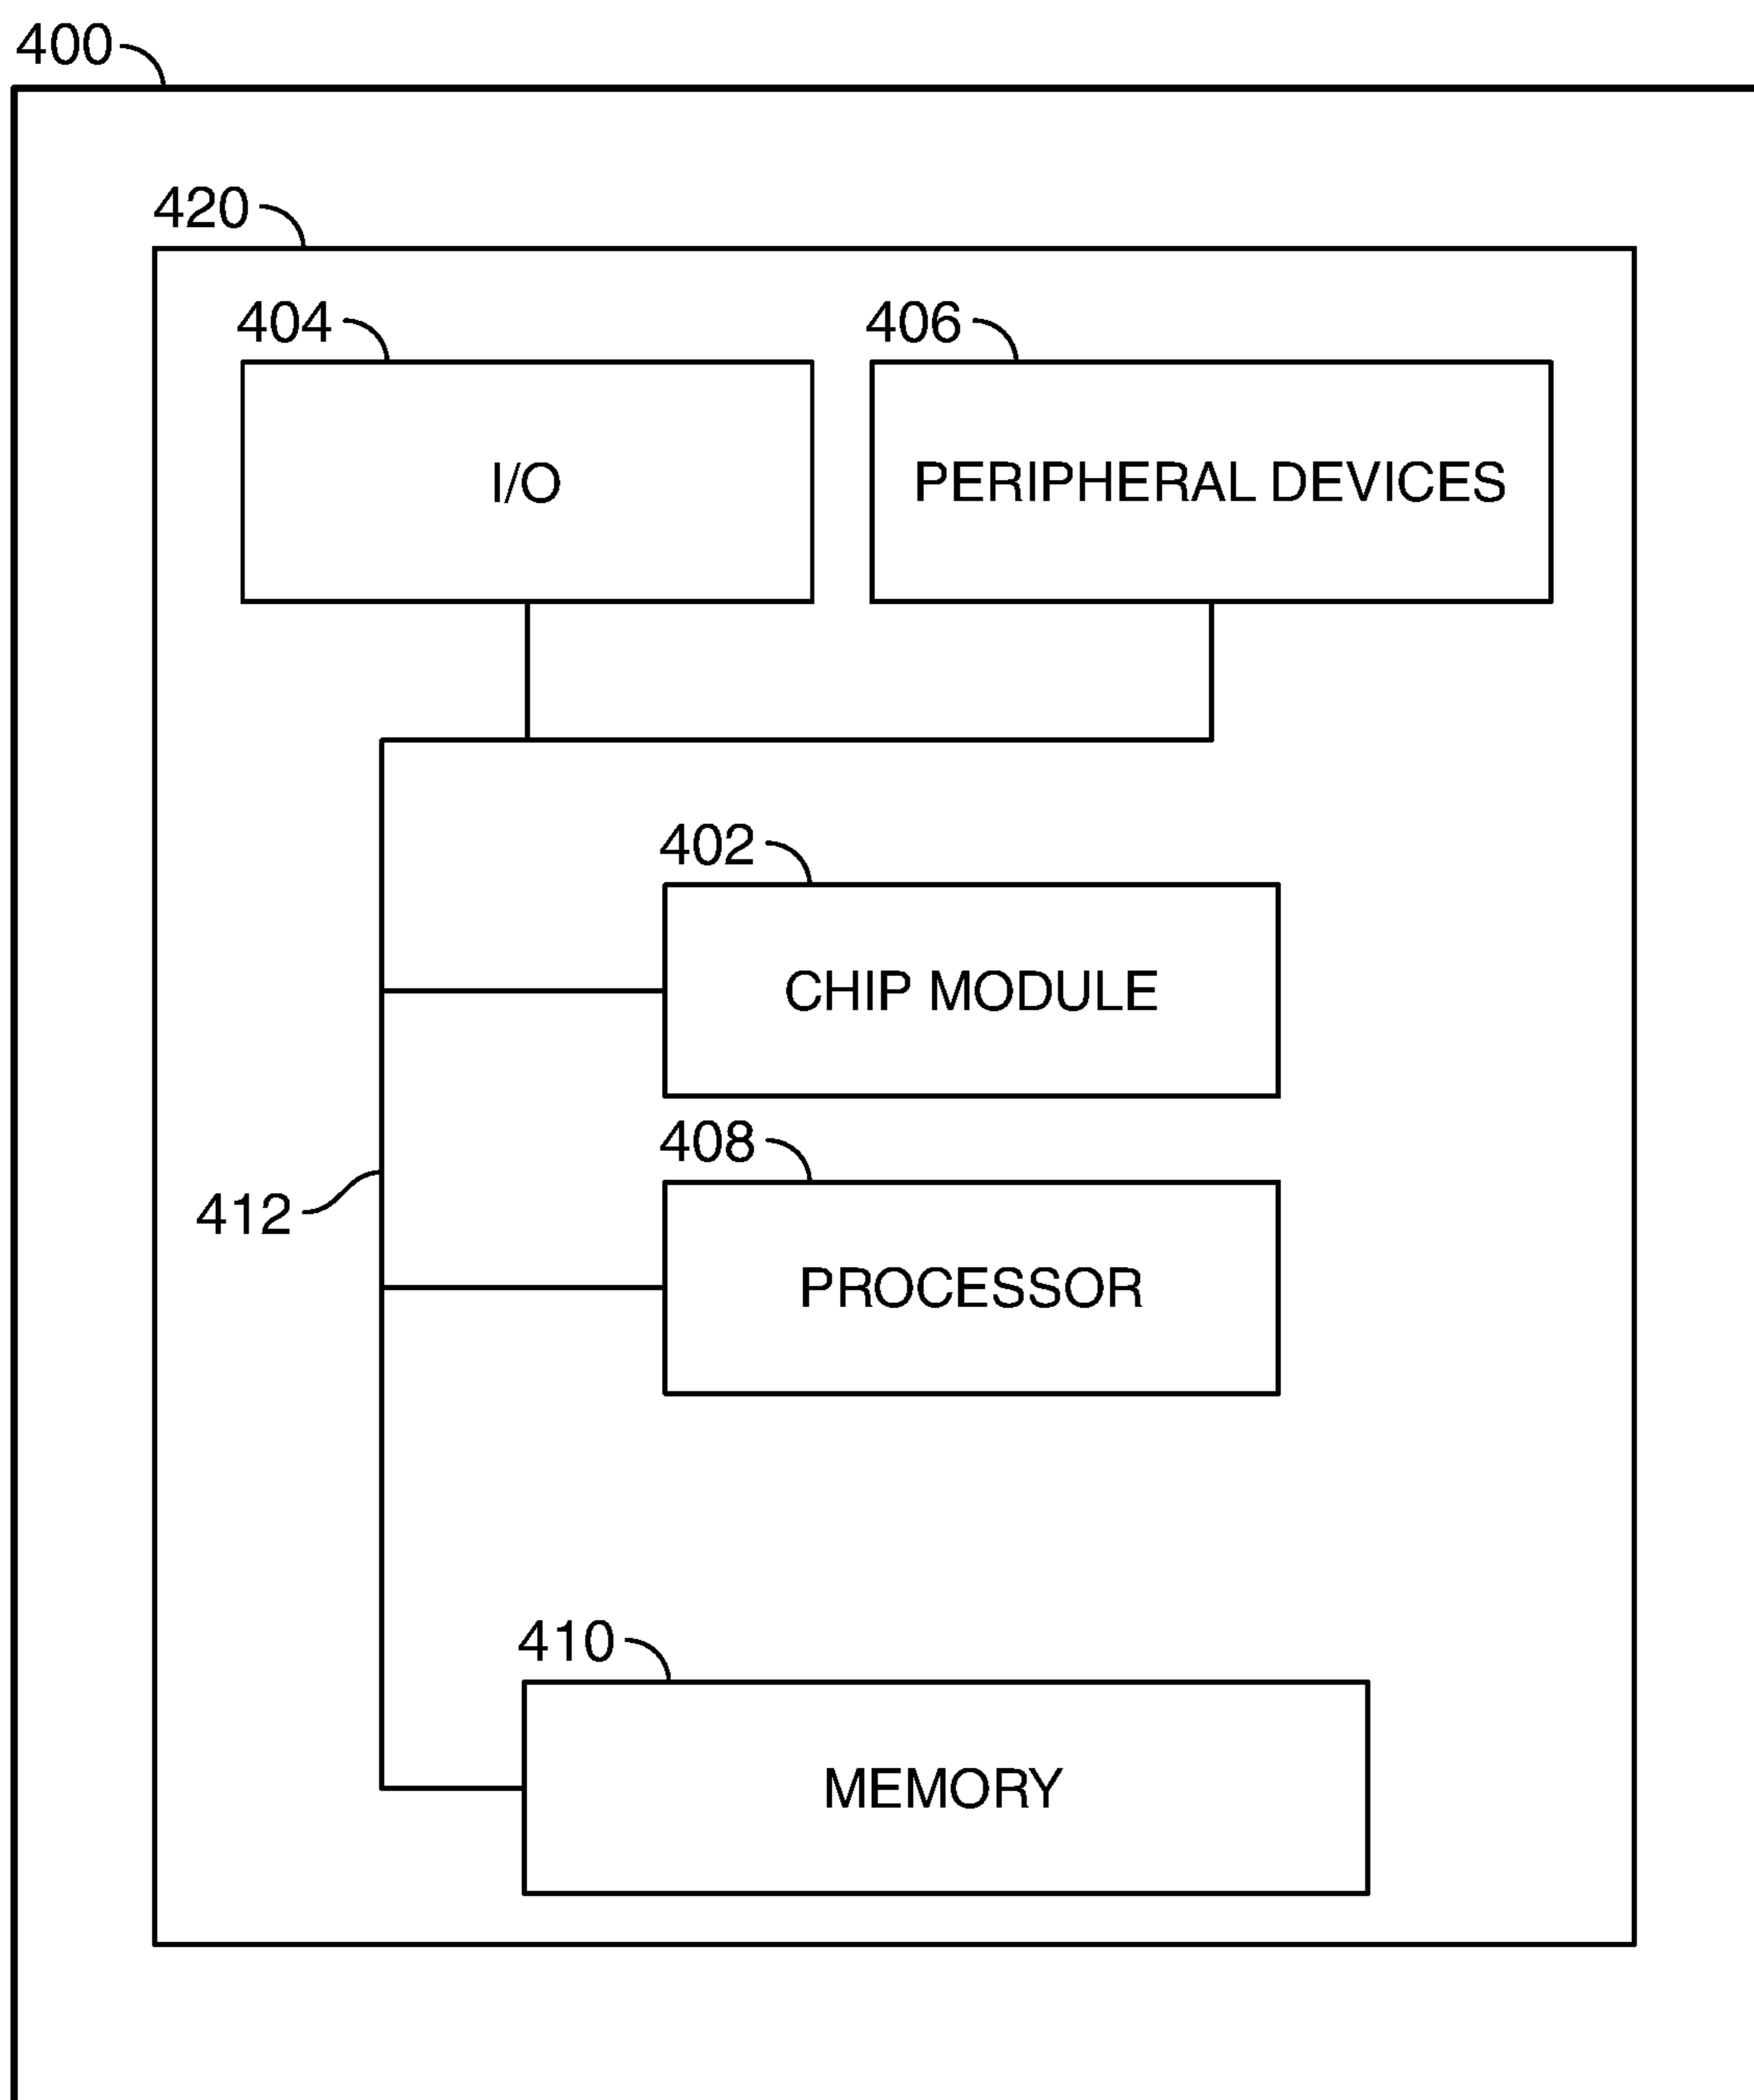 400
420
404
406
I/O
PERIPHERAL DEVICES
402
CHIP MODULE
408
412
PROCESSOR
410
MEMORY